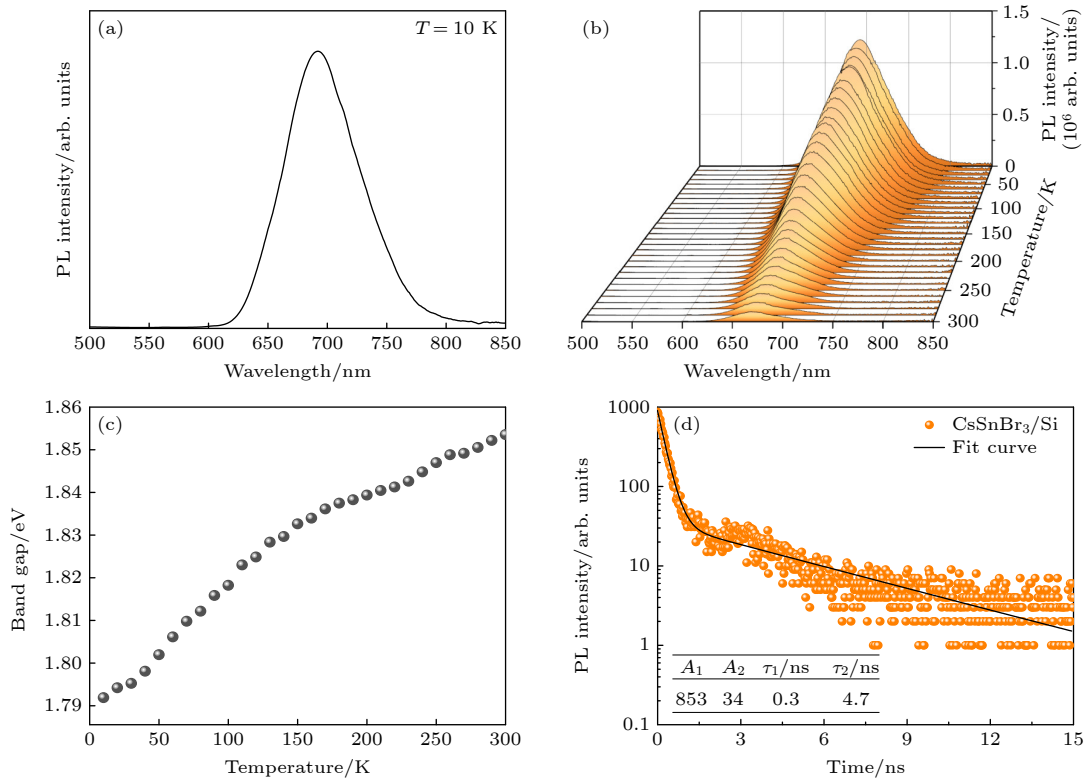 (a)
T = 10 K
PL intensity/arb. units
500 550 600 650 700 750 800 850
Wavelength/nm
(b)
1.5
1.0
0.5
0
PL intensity/
(10⁶ arb. units)
50
100
150
200
250
300
Temperature/K
500 550 600 650 700 750 800 850
Wavelength/nm
(c)
1.86
1.85
1.84
1.83
1.82
1.81
1.80
1.79
Band gap/eV
0 50 100 150 200 250 300
Temperature/K
(d)
CsSnBr₃/Si
Fit curve
1000
100
10
1
0.1
PL intensity/arb. units
A₁ A₂ τ₁/ns τ₂/ns
853 34 0.3 4.7
0 3 6 9 12 15
Time/ns